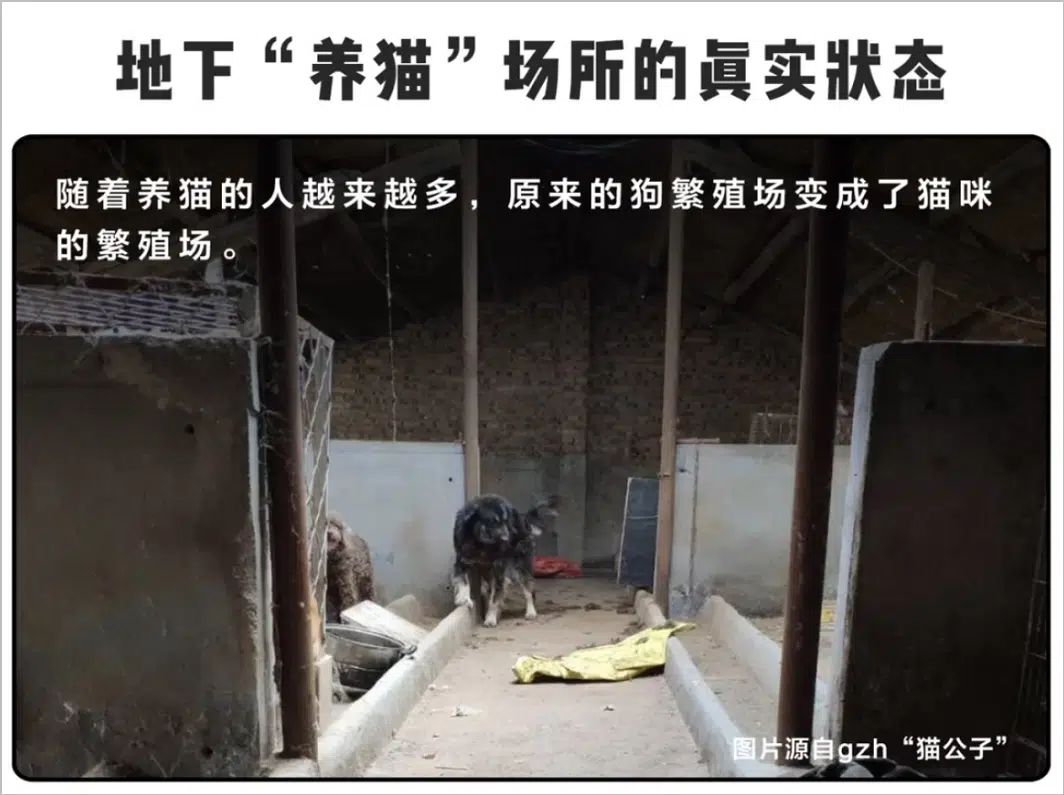 地下“养猫”场所的真实状态
随着养猫的人越来越多，原来的狗繁殖场变成了猫咪
的繁殖场。
图片源自gzh“猫公子”